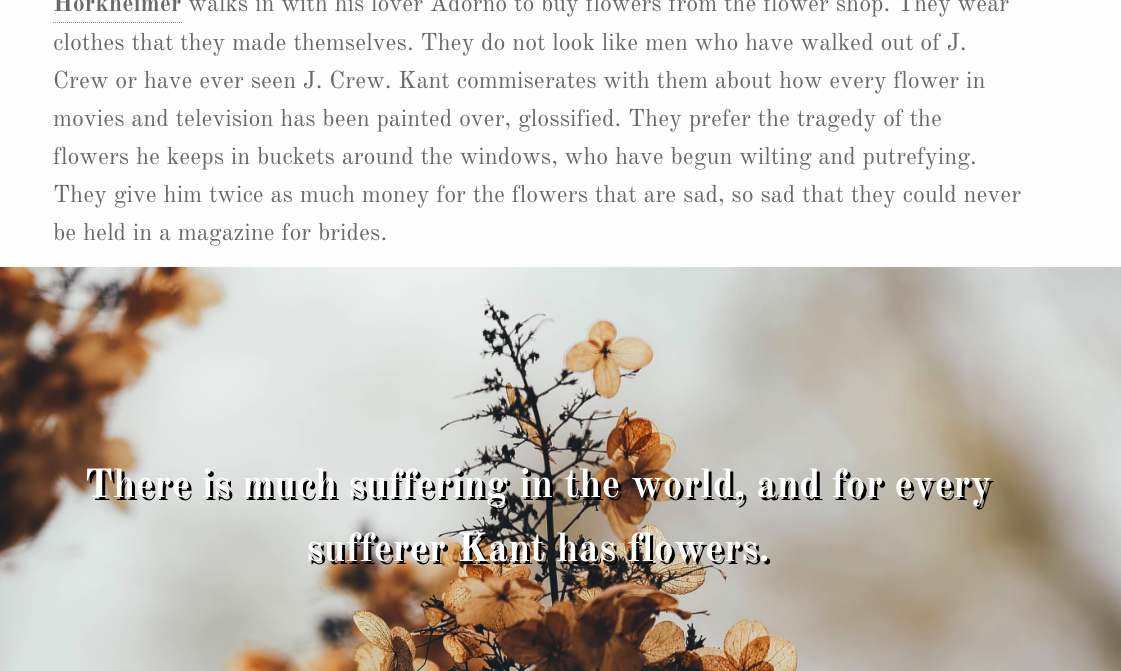 Horkheimer walks in with his lover Adorno to buy flowers from the flower shop. They wear
clothes that they made themselves. They do not look like men who have walked out of J.
Crew or have ever seen J. Crew. Kant commiserates with them about how every flower in
movies and television has been painted over, glossified. They prefer the tragedy of the
flowers he keeps in buckets around the windows, who have begun wilting and putrefying.
They give him twice as much money for the flowers that are sad, so sad that they could never
be held in a magazine for brides.
There is much suffering in the world, and for every
sufferer Kant has flowers.